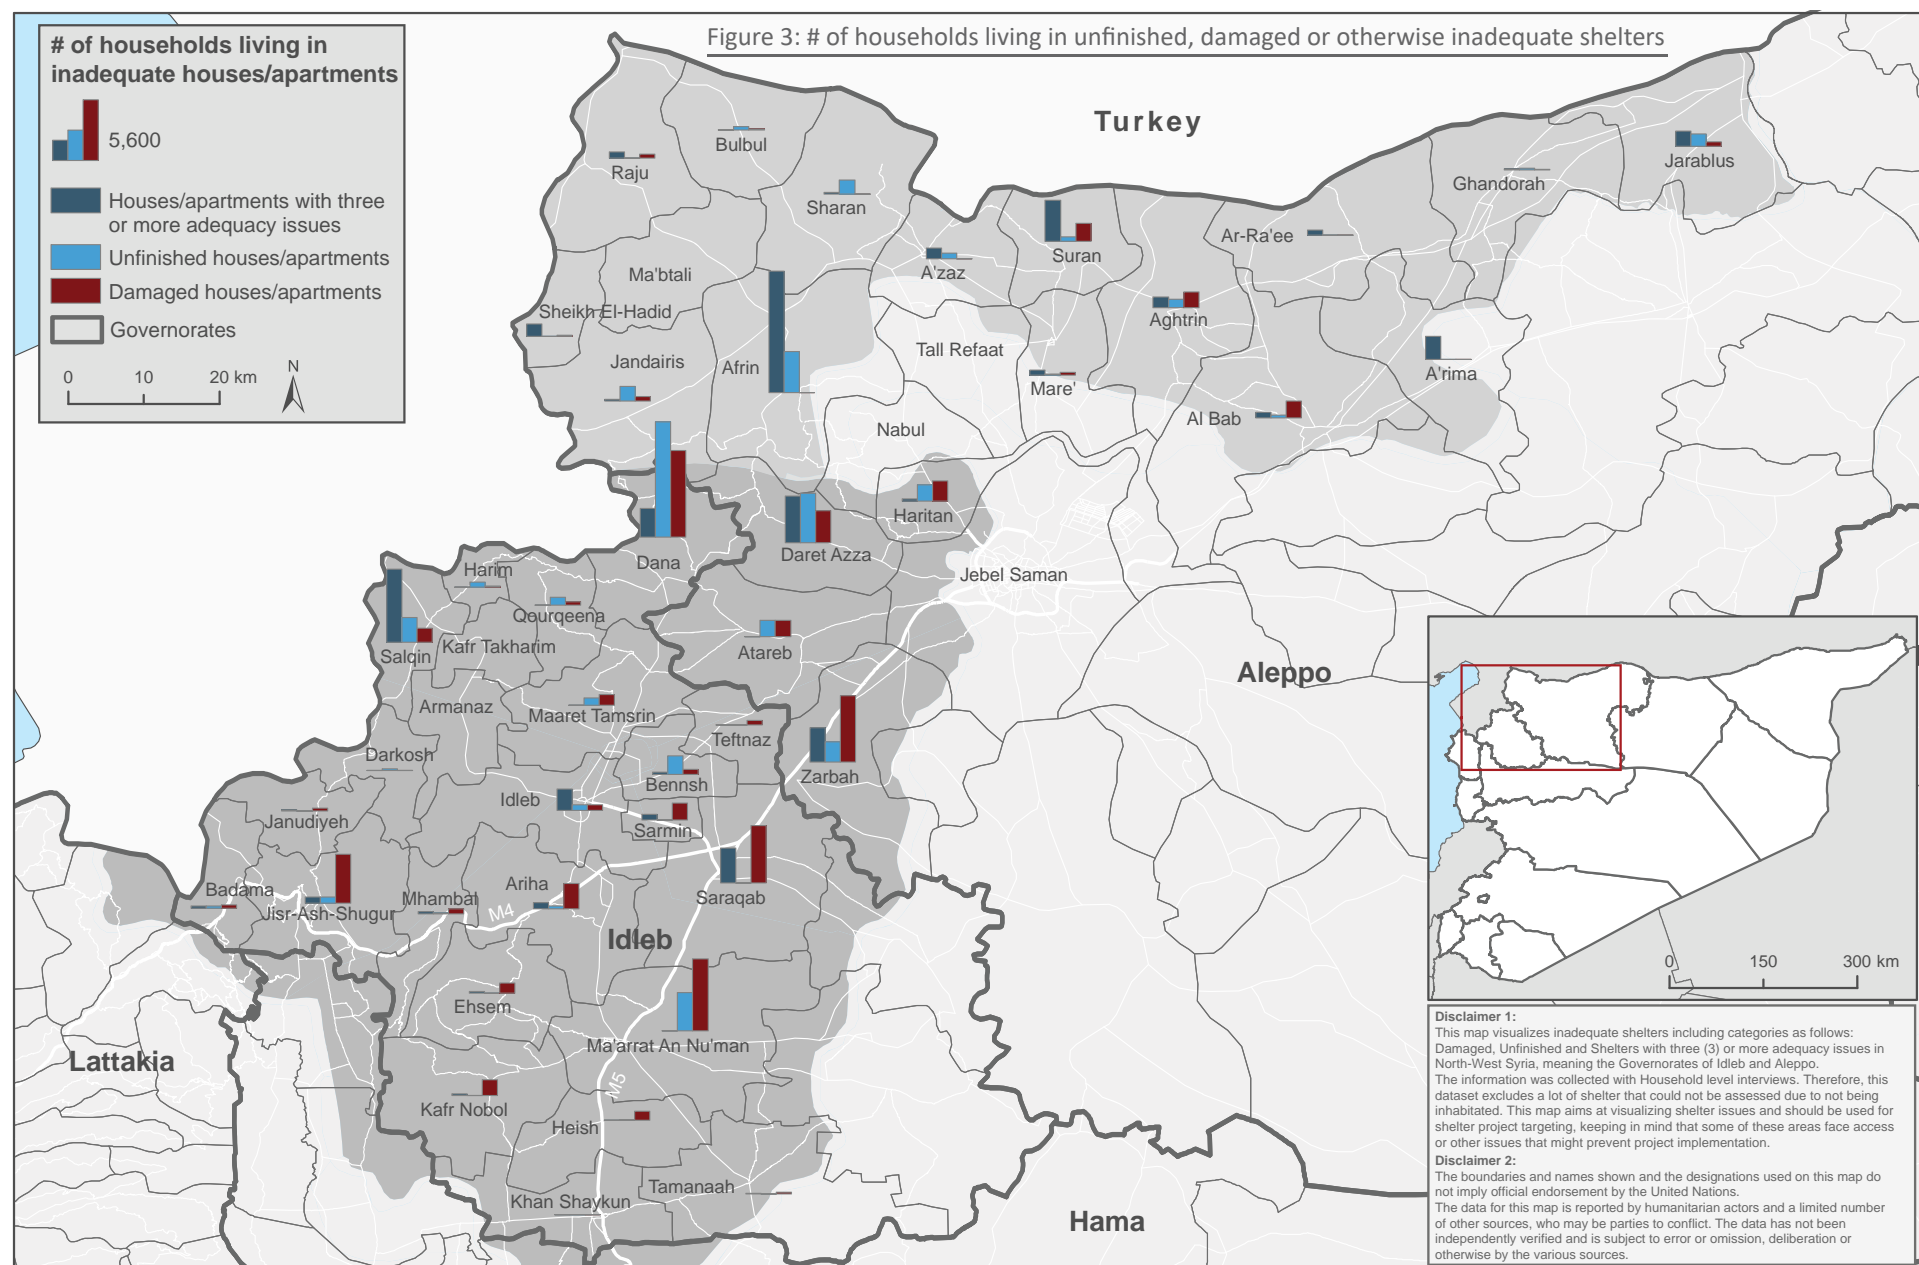 Figure 3: # of households living in unfinished, damaged or otherwise inadequate shelters
# of households living in
inadequate houses/apartments
5,600
Houses/apartments with three
or more adequacy issues
Unfinished houses/apartments
Damaged houses/apartments
Governorates
0 10 20 km
N
Turkey
Bulbul
Raju
Sharan
Jarablus
Ghandorah
Ar-Ra'ee
Suran
A'zaz
Ma'btali
Sheikh El-Hadid
Aghtrin
Jandairis
Afrin
Tall Refaat
Mare'
A'rima
Al Bab
Nabul
Haritan
Daret Azza
Dana
Jebel Saman
Harim
Qourqeena
Kafr Takharim
Salqin
Atareb
Aleppo
Armanaz
Maaret Tamsrin
Teftnaz
Darkosh
Zarbah
Bennsh
Idleb
Sarmin
Janudiyeh
Badama
Jisr-Ash-Shugur
Mhambal
Ariha
Saraqab
M4
Idleb
Ehsem
Ma'arrat An Nu'man
M5
Lattakia
Kafr Nobol
Heish
Tamanaah
Khan Shaykun
Hama
0 150 300 km
Disclaimer 1:
This map visualizes inadequate shelters including categories as follows:
Damaged, Unfinished and Shelters with three (3) or more adequacy issues in
North-West Syria, meaning the Governorates of Idleb and Aleppo.
The information was collected with Household level interviews. Therefore, this
dataset excludes a lot of shelter that could not be assessed due to not being
inhabitated. This map aims at visualizing shelter issues and should be used for
shelter project targeting, keeping in mind that some of these areas face access
or other issues that might prevent project implementation.
Disclaimer 2:
The boundaries and names shown and the designations used on this map do
not imply official endorsement by the United Nations.
The data for this map is reported by humanitarian actors and a limited number
of other sources, who may be parties to conflict. The data has not been
independently verified and is subject to error or omission, deliberation or
otherwise by the various sources.